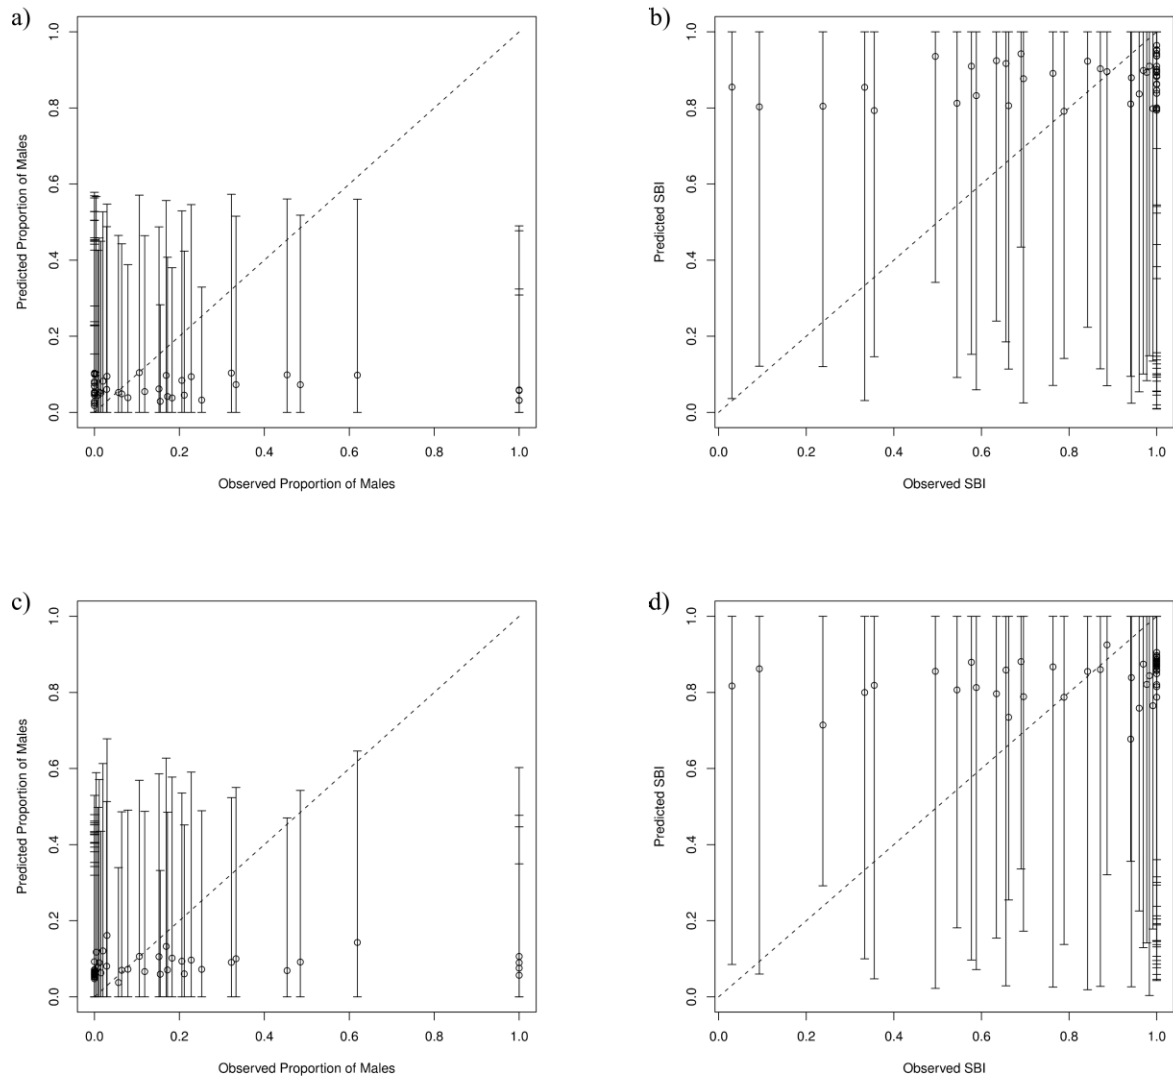 a)
Predicted Proportion of Males
1.0
0.8
0.6
0.4
0.2
0.0
0.0 0.2 0.4 0.6 0.8 1.0
Observed Proportion of Males
b)
Predicted SBI
1.0
0.8
0.6
0.4
0.2
0.0
0.0 0.2 0.4 0.6 0.8 1.0
Observed SBI
c)
Predicted Proportion of Males
1.0
0.8
0.6
0.4
0.2
0.0
0.0 0.2 0.4 0.6 0.8 1.0
Observed Proportion of Males
d)
Predicted SBI
1.0
0.8
0.6
0.4
0.2
0.0
0.0 0.2 0.4 0.6 0.8 1.0
Observed SBI